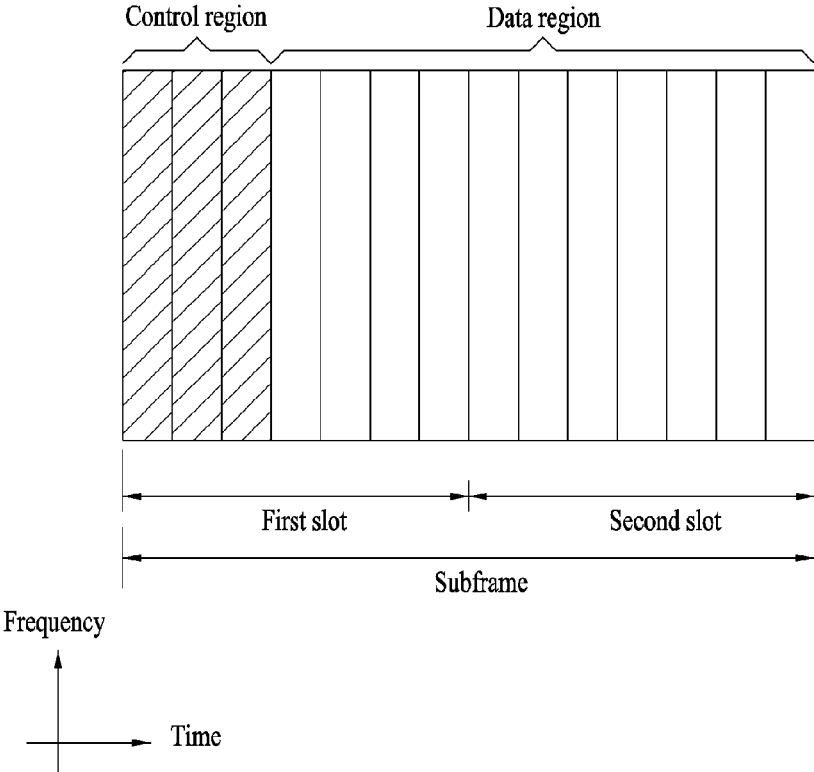 Control region
Data region
First slot
Second slot
Subframe
Frequency
Time